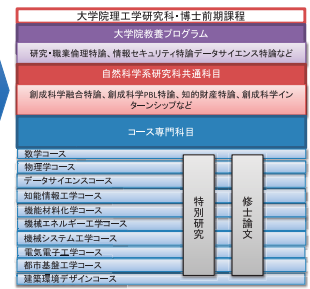 大学院理工学研究科・博士前期課程
大学院教養プログラム
研究・職業倫理特論、情報セキュリティ特論データサイエンス特論など
自然科学系研究科共通科目
創成科学融合特論、創成科学PBL特論、知的財産特論、創成科学イン
ターンシップなど
コース専門科目
数学コース
物理学コース
データサイエンスコース
知能情報工学コース
機能材料化学コース
機械エネルギー工学コース
機械システム工学コース
電気電子工学コース
都市基盤工学コース
建築環境デザインコース
特別研究
修士論文